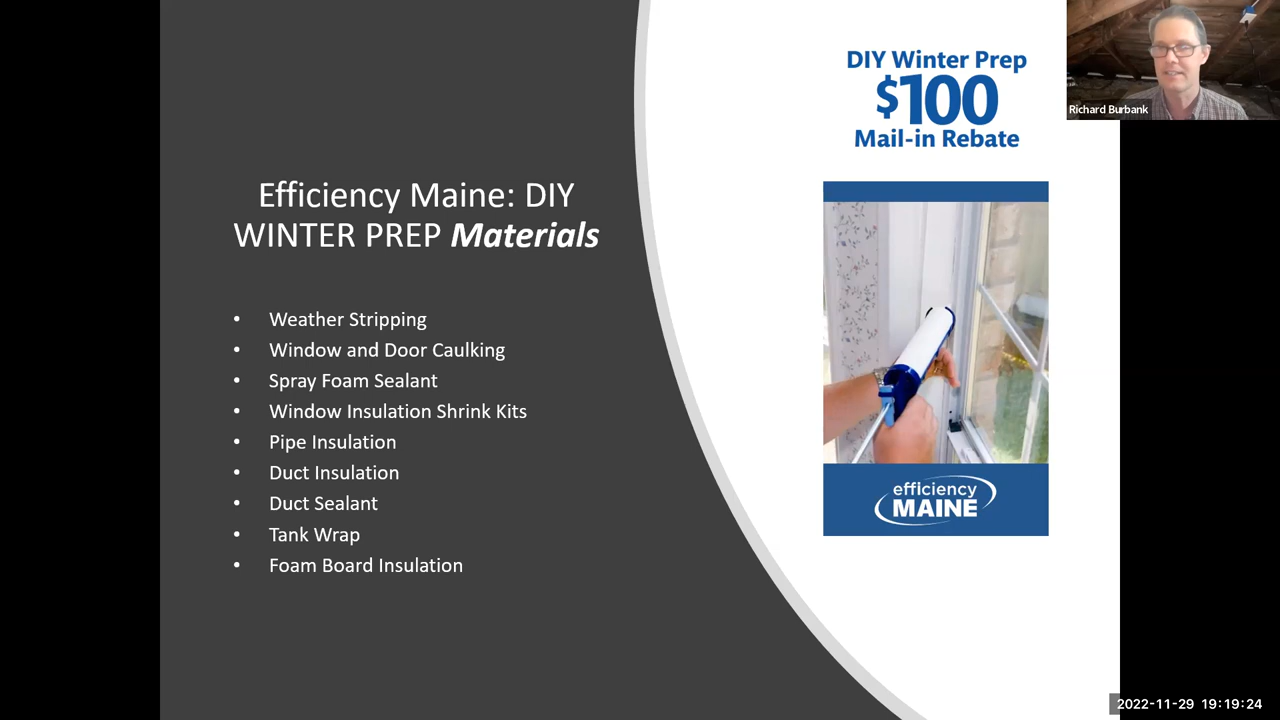 Efficiency Maine: DIY
WINTER PREP Materials
• Weather Stripping
• Window and Door Caulking
• Spray Foam Sealant
• Window Insulation Shrink Kits
• Pipe Insulation
• Duct Insulation
• Duct Sealant
• Tank Wrap
• Foam Board Insulation
DIY Winter Prep
$100
Mail-in Rebate
efficiency
MAINE
Richard Burbank
2022-11-29 19:19:24